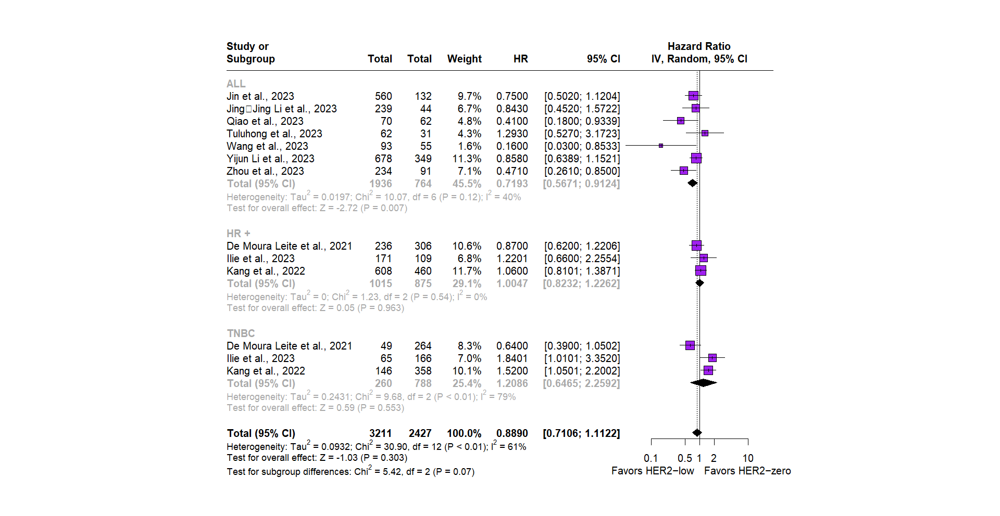 Study or Hazard Ratio
Subgroup Total Total Weight HR 95% CI IV, Random, 95% CI
ALL
Jin et al., 2023 560 132 9.7% 0.7500 [0.5020; 1.1204]
Jing□Jing Li et al., 2023 239 44 6.7% 0.8430 [0.4520; 1.5722]
Qiao et al., 2023 70 62 4.8% 0.4100 [0.1800; 0.9339]
Tuluhong et al., 2023 62 31 4.3% 1.2930 [0.5270; 3.1723]
Wang et al., 2023 93 55 1.6% 0.1600 [0.0300; 0.8533]
Yijun Li et al., 2023 678 349 11.3% 0.8580 [0.6389; 1.1521]
Zhou et al., 2023 234 91 7.1% 0.4710 [0.2610; 0.8500]
Total (95% CI) 1936 764 45.5% 0.7193 [0.5671; 0.9124]
Heterogeneity: Tau² = 0.0197; Chi² = 10.07, df = 6 (P = 0.12); I² = 40%
Test for overall effect: Z = -2.72 (P = 0.007)
HR +
De Moura Leite et al., 2021 236 306 10.6% 0.8700 [0.6200; 1.2206]
Ilie et al., 2023 171 109 6.8% 1.2201 [0.6600; 2.2554]
Kang et al., 2022 608 460 11.7% 1.0600 [0.8101; 1.3871]
Total (95% CI) 1015 875 29.1% 1.0047 [0.8232; 1.2262]
Heterogeneity: Tau² = 0; Chi² = 1.23, df = 2 (P = 0.54); I² = 0%
Test for overall effect: Z = 0.05 (P = 0.963)
TNBC
De Moura Leite et al., 2021 49 264 8.3% 0.6400 [0.3900; 1.0502]
Ilie et al., 2023 65 166 7.0% 1.8401 [1.0101; 3.3520]
Kang et al., 2022 146 358 10.1% 1.5200 [1.0501; 2.2002]
Total (95% CI) 260 788 25.4% 1.2086 [0.6465; 2.2592]
Heterogeneity: Tau² = 0.2431; Chi² = 9.68, df = 2 (P < 0.01); I² = 79%
Test for overall effect: Z = 0.59 (P = 0.553)
Total (95% CI) 3211 2427 100.0% 0.8890 [0.7106; 1.1122]
Heterogeneity: Tau² = 0.0932; Chi² = 30.90, df = 12 (P < 0.01); I² = 61%
Test for overall effect: Z = -1.03 (P = 0.303)
0.1 0.5 1 2 10
Test for subgroup differences: Chi² = 5.42, df = 2 (P = 0.07)
Favors HER2−low Favors HER2−zero